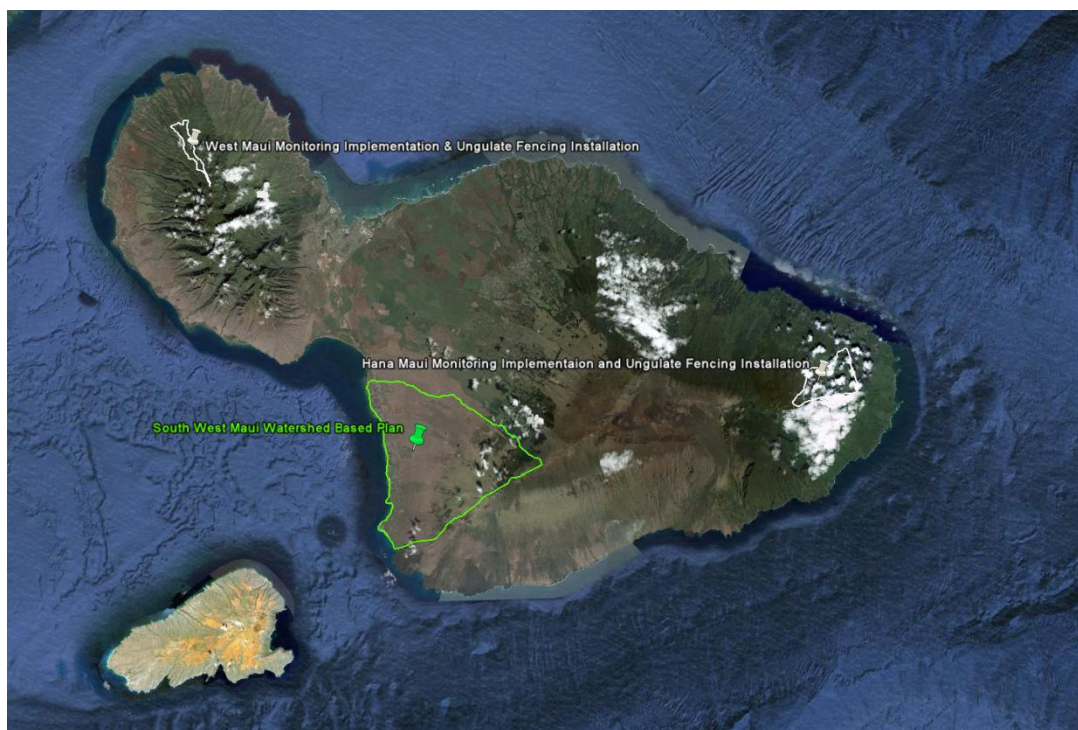 West Maui Monitoring Implementation & Ungulate Fencing Installation
Hana Maui Monitoring Implementaion and Ungulate Fencing Installation
South West Maui Watershed Based Plan